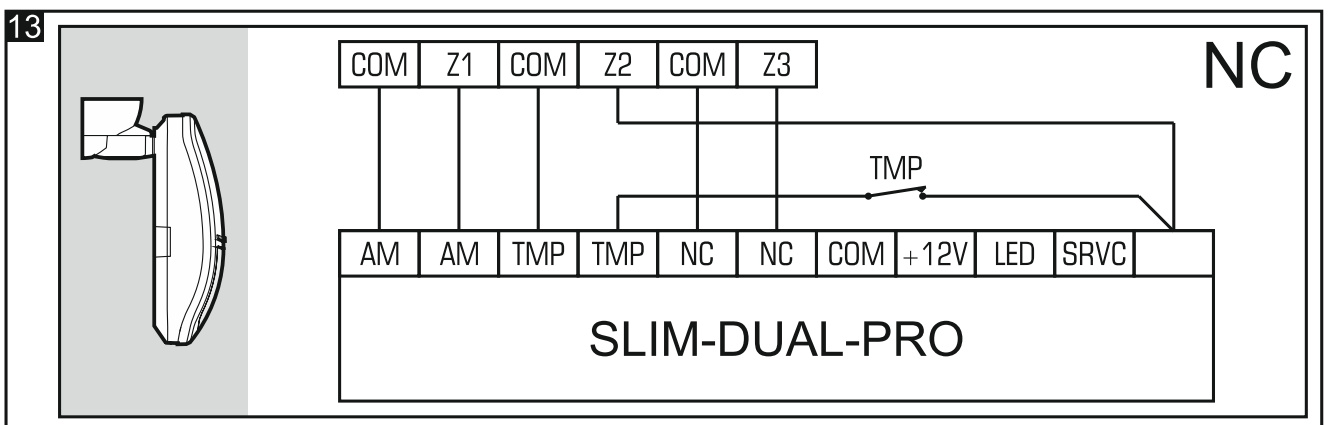 13
NC
COM Z1 COM Z2 COM Z3
TMP
AM AM TMP TMP NC NC COM +12V LED SRVC
SLIM-DUAL-PRO